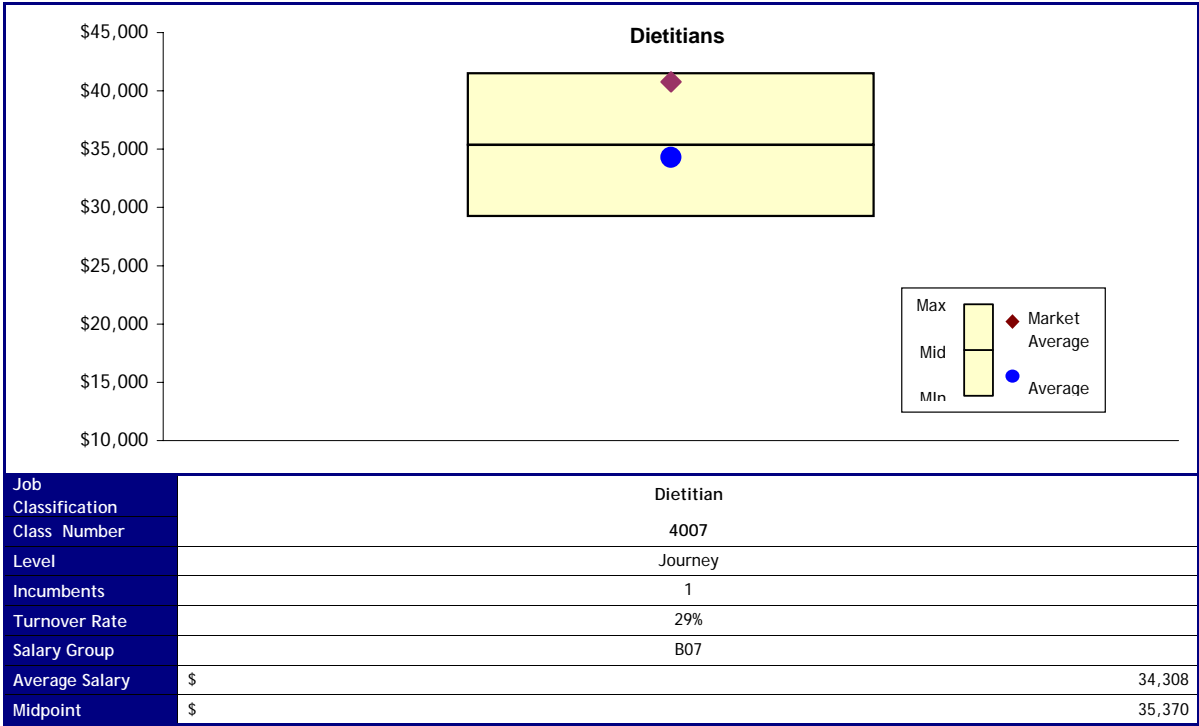 Dietitians
$45,000
$40,000
$35,000
$30,000
$25,000
$20,000
$15,000
$10,000
Max
Mid
MIn
Market
Average
Average
Job
Classification
Dietitian
Class Number 4007
Level Journey
Incumbents 1
Turnover Rate 29%
Salary Group B07
Average Salary $ 34,308
Midpoint $ 35,370